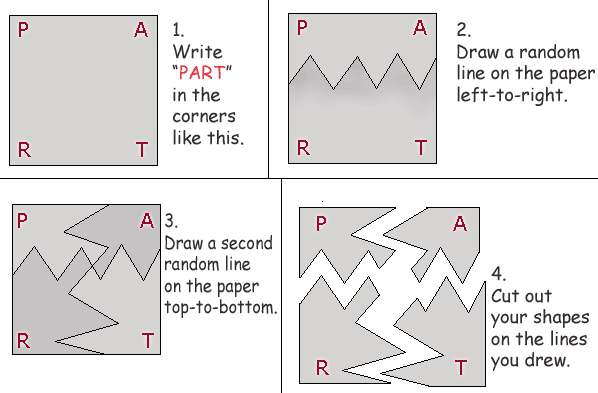 P A
R T
1.
Write
“PART”
in the
corners
like this.
P A
R T
2.
Draw a random
line on the paper
left-to-right.
P A
R T
3.
Draw a second
random line
on the paper
top-to-bottom.
P A
R T
4.
Cut out
your shapes
on the lines
you drew.